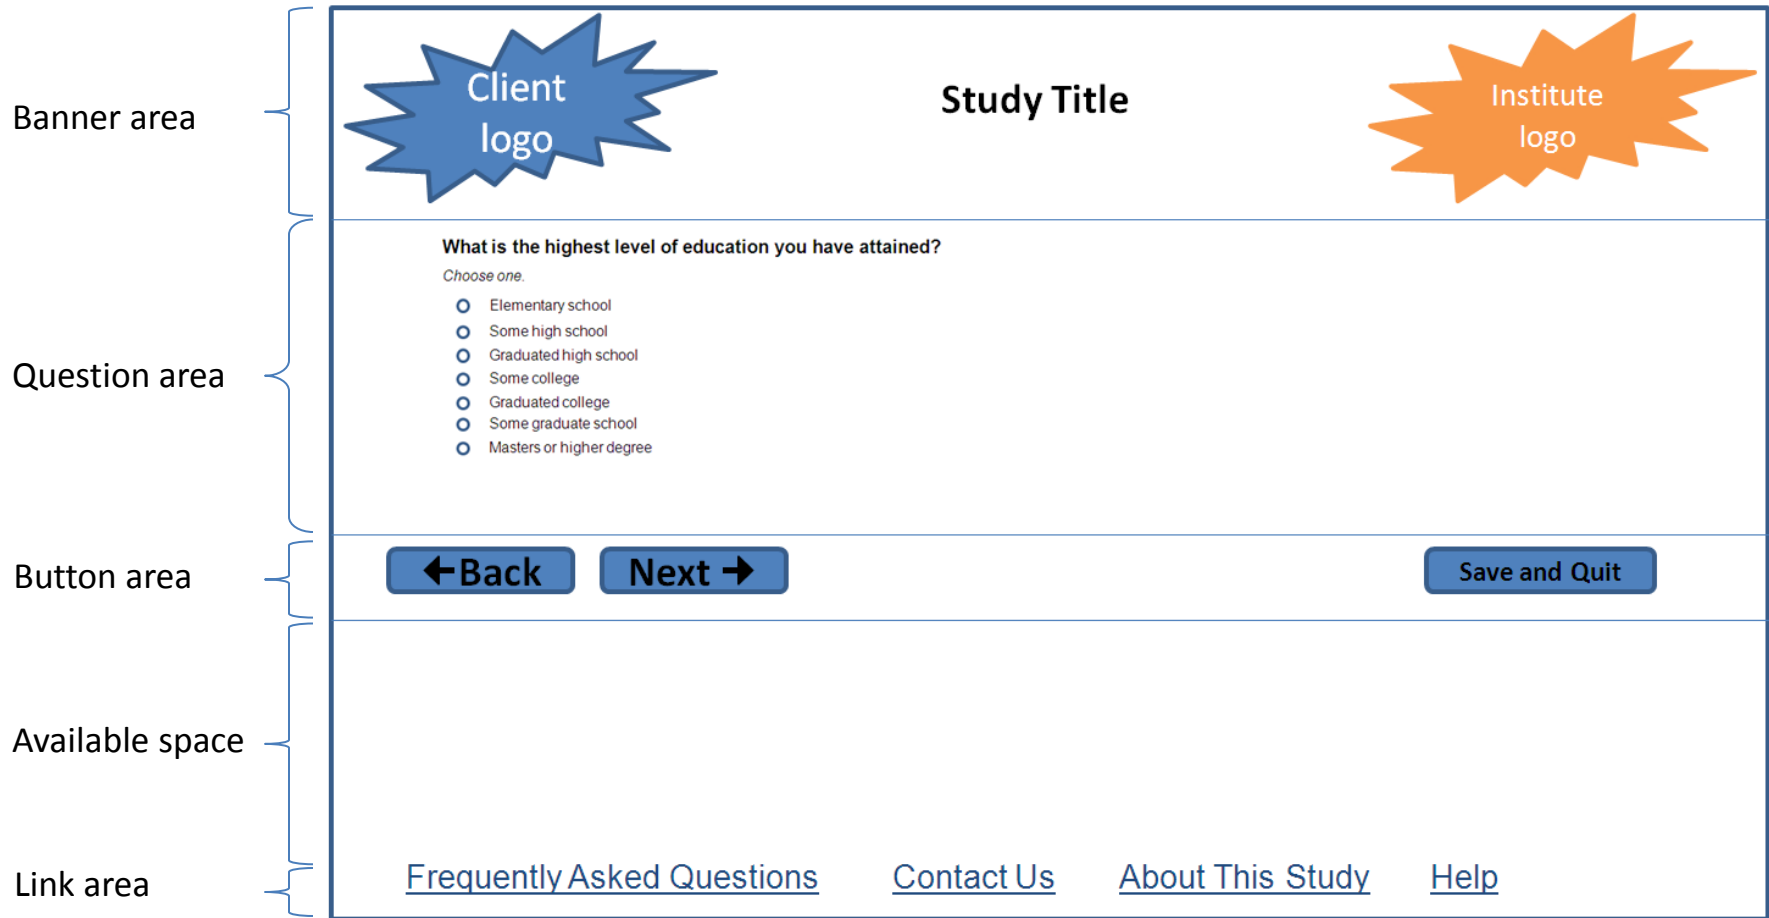 Banner area
Client
logo
Study Title
Institute
logo
Question area
What is the highest level of education you have attained?
Choose one.
Elementary school
Some high school
Graduated high school
Some college
Graduated college
Some graduate school
Masters or higher degree
Button area
Back
Next
Save and Quit
Available space
Link area
Frequently Asked Questions
Contact Us
About This Study
Help